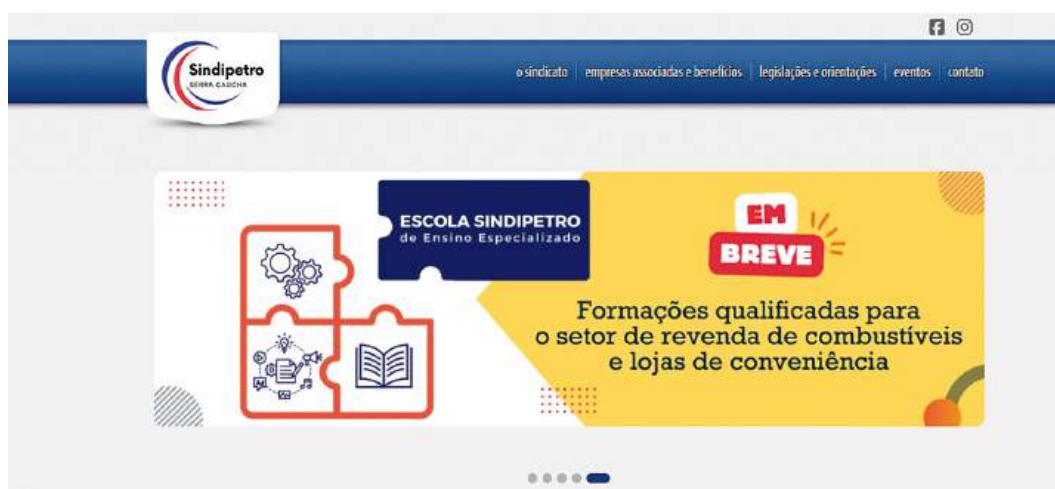 Sindipetro
SERRA GAÚCHA
o sindicato
empresas associadas e benefícios
legislações e orientações
eventos
contato
ESCOLA SINDIPETRO
de Ensino Especializado
EM
BREVE
Formações qualificadas para
o setor de revenda de combustíveis
e lojas de conveniência